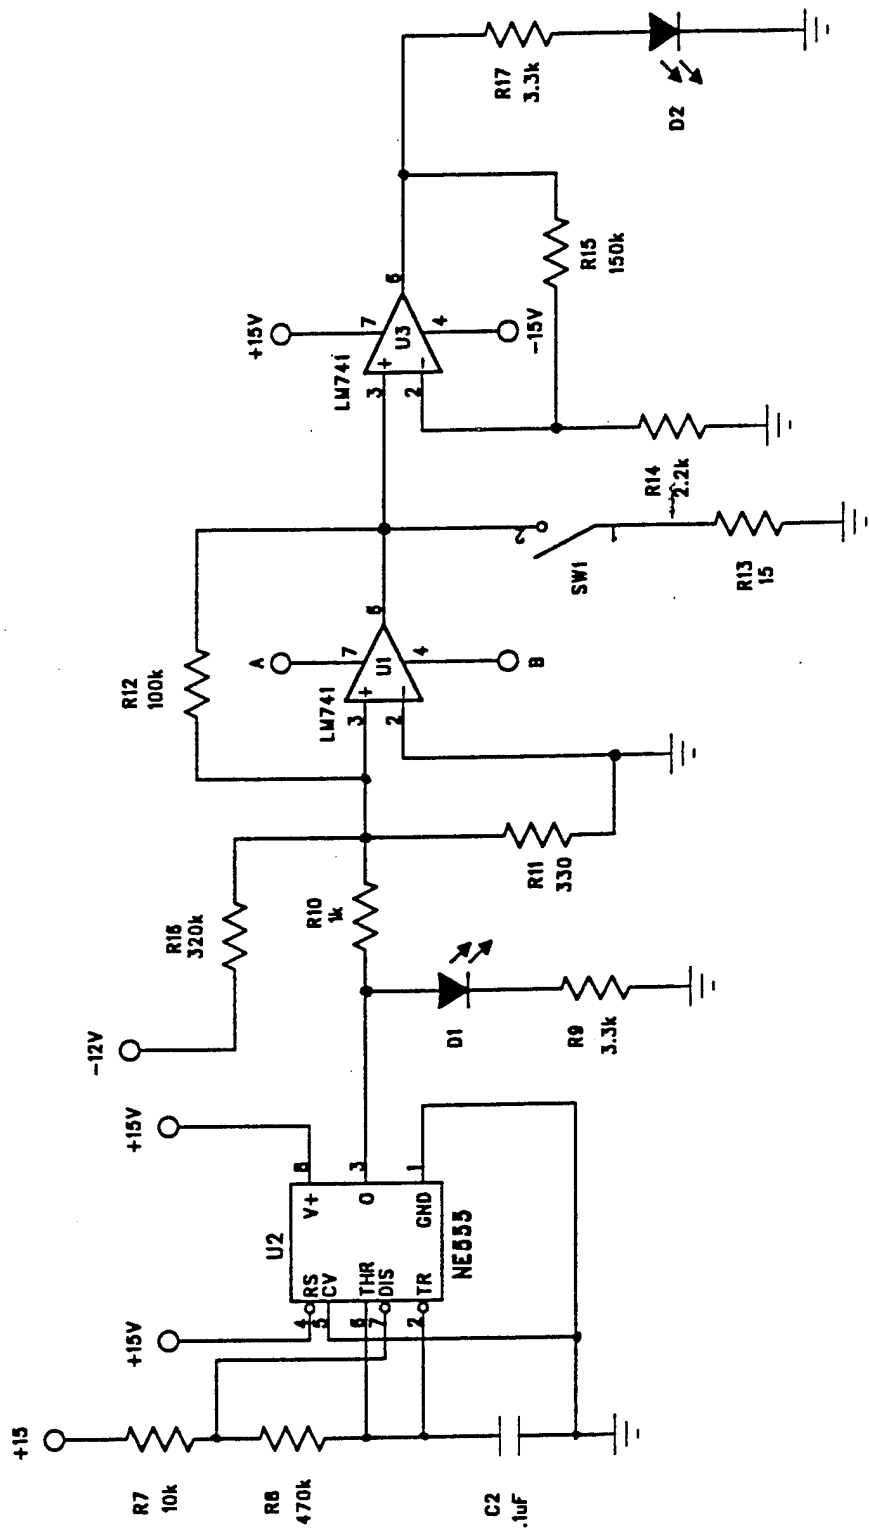 +15
R7
10k
R8
470k
C2
.1uF
+15V
4
5
6
7
2
RS
CV
THR
DIS
TR
U2
NE555
V+
O
GND
8
3
1
+15V
-12V
R16
320k
D1
R9
3.3k
R10
1k
R11
330
R12
100k
LM741
3
2
+
-
U1
7
4
6
A
B
SW1
2
1
R13
15
R14
2.2k
LM741
3
2
+
-
U3
7
4
6
+15V
-15V
R15
150k
R17
3.3k
D2